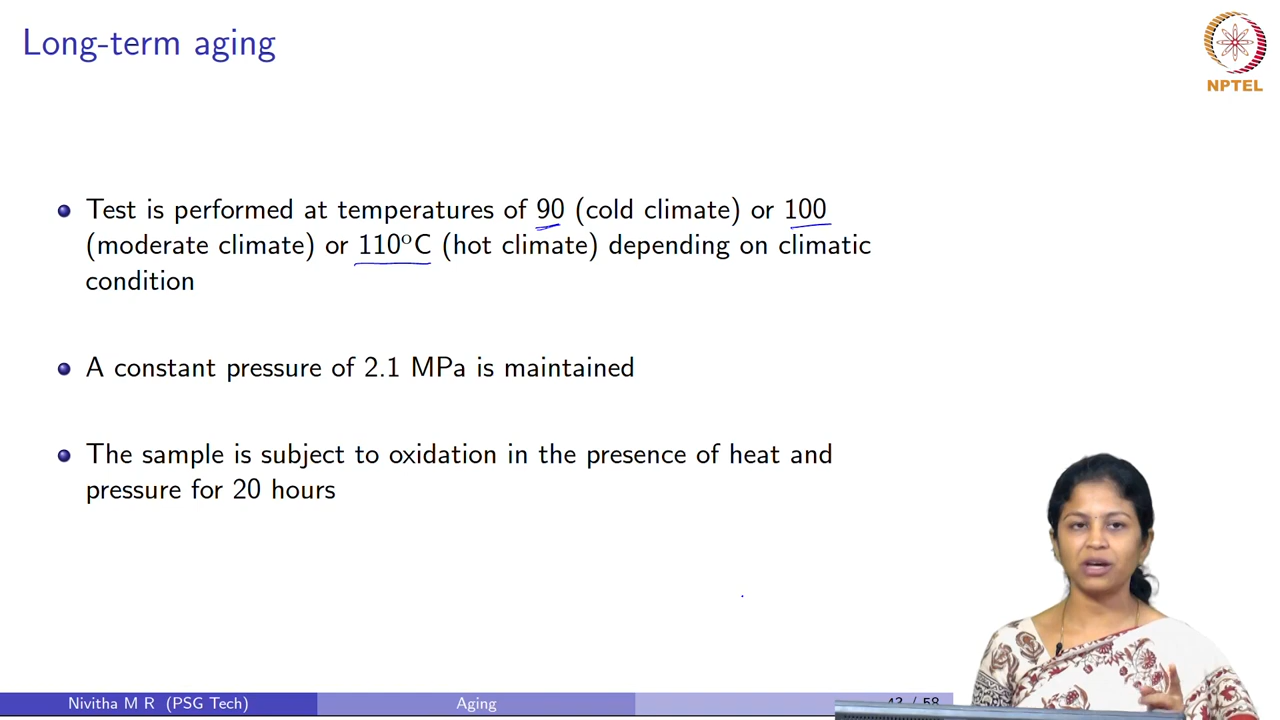 Long-term aging
NPTEL
Test is performed at temperatures of 90 (cold climate) or 100
(moderate climate) or 110°C (hot climate) depending on climatic
condition
A constant pressure of 2.1 MPa is maintained
The sample is subject to oxidation in the presence of heat and
pressure for 20 hours
Nivitha M R (PSG Tech)
Aging
43 / 58